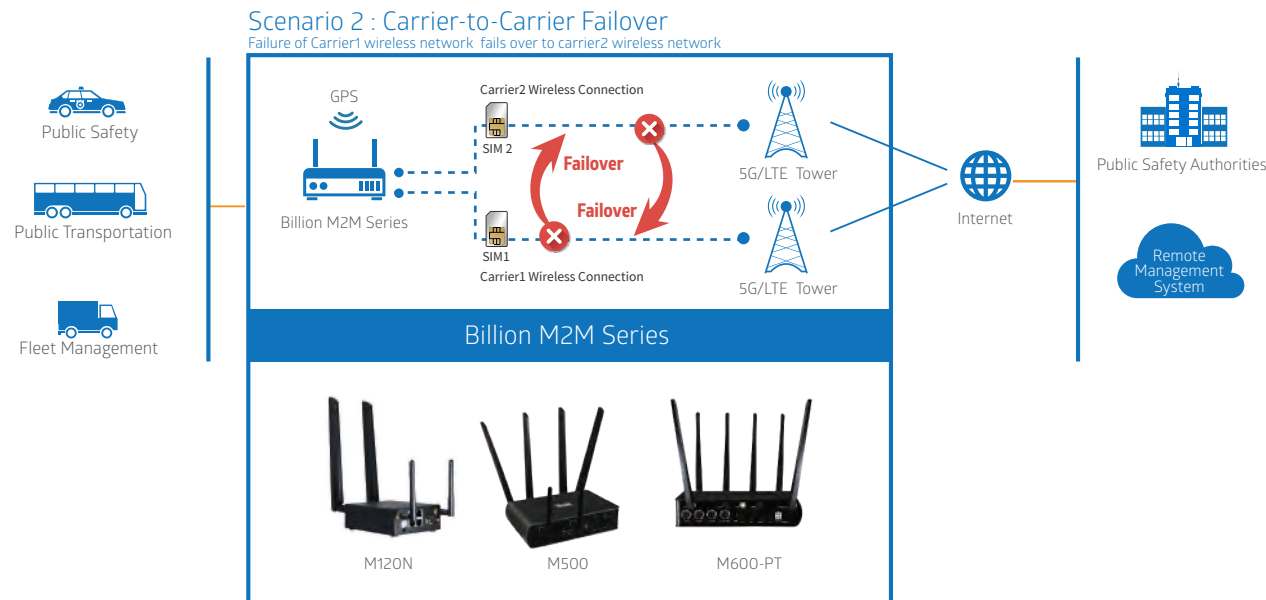 Scenario 2 : Carrier-to-Carrier Failover
Failure of Carrier1 wireless network fails over to carrier2 wireless network
Public Safety
Public Transportation
Fleet Management
GPS
Billion M2M Series
Carrier2 Wireless Connection
SIM 2
Failover
Failover
SIM1
Carrier1 Wireless Connection
5G/LTE Tower
5G/LTE Tower
Internet
Public Safety Authorities
Remote
Management
System
Billion M2M Series
M120N
M500
M600-PT